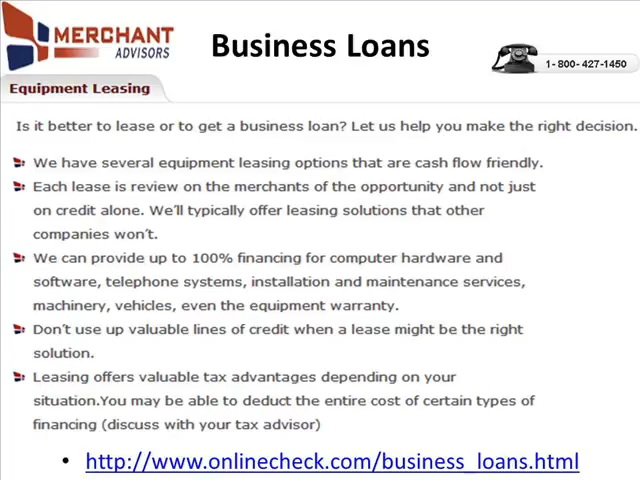 MERCHANT
ADVISORS
Business Loans
1- 800- 427-1450
Equipment Leasing
Is it better to lease or to get a business loan? Let us help you make the right decision.
We have several equipment leasing options that are cash flow friendly.
Each lease is review on the merchants of the opportunity and not just
on credit alone. We'll typically offer leasing solutions that other
companies won't.
We can provide up to 100% financing for computer hardware and
software, telephone systems, installation and maintenance services,
machinery, vehicles, even the equipment warranty.
Don't use up valuable lines of credit when a lease might be the right
solution.
Leasing offers valuable tax advantages depending on your
situation.You may be able to deduct the entire cost of certain types of
financing (discuss with your tax advisor)
• http://www.onlinecheck.com/business_loans.html